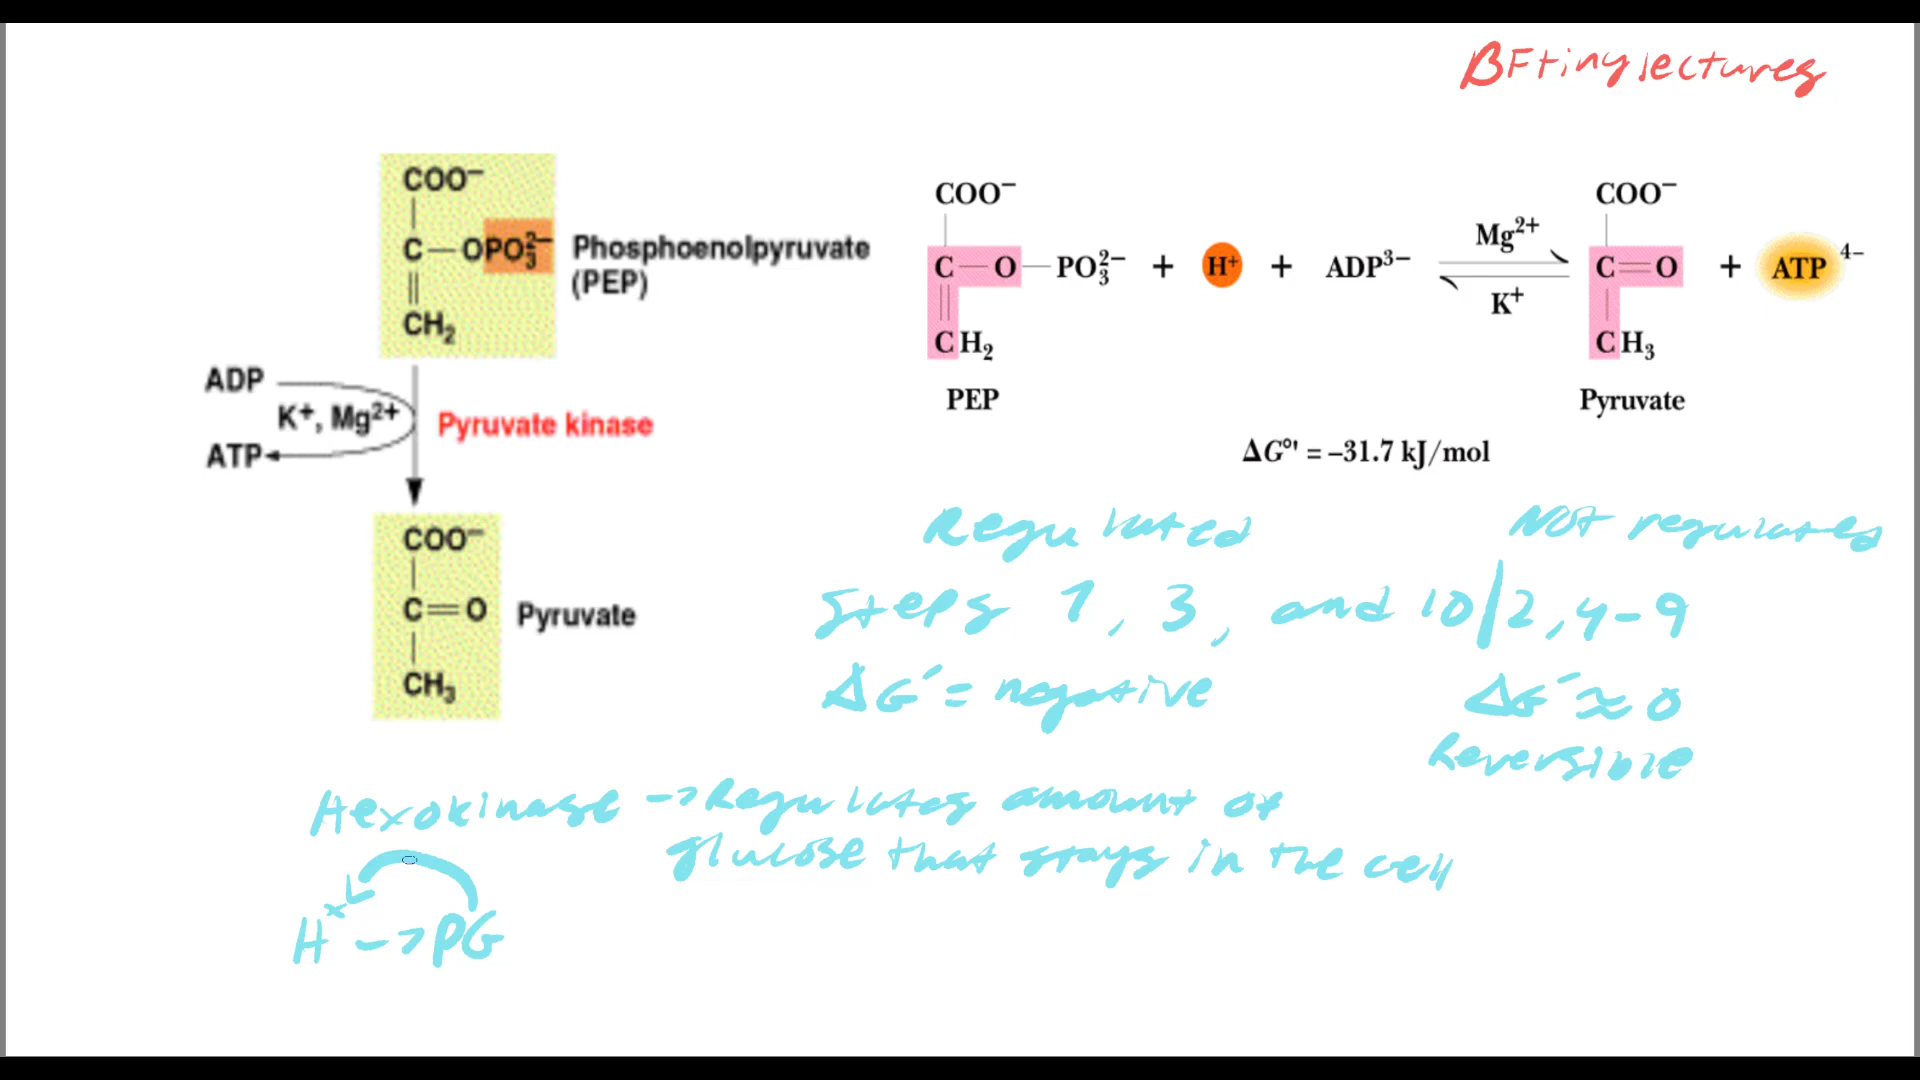 BFtinylectures
COO⁻
C—OPO₃²⁻
CH₂
Phosphoenolpyruvate
(PEP)
ADP
K⁺, Mg²⁺
ATP
Pyruvate kinase
COO⁻
C=O
CH₃
Pyruvate
COO⁻
C—O—PO₃²⁻ + H⁺ + ADP³⁻
CH₂
PEP
Mg²⁺
K⁺
COO⁻
C=O + ATP⁴⁻
CH₃
Pyruvate
ΔG°' = –31.7 kJ/mol
Regulated
NOT regulated
Steps 1, 3, and 10/2, 4-9
ΔG' = negative
ΔG' ≈ 0
Reversible
Hexokinase -> Regulates amount of
glucose that stays in the cell
H -> PG